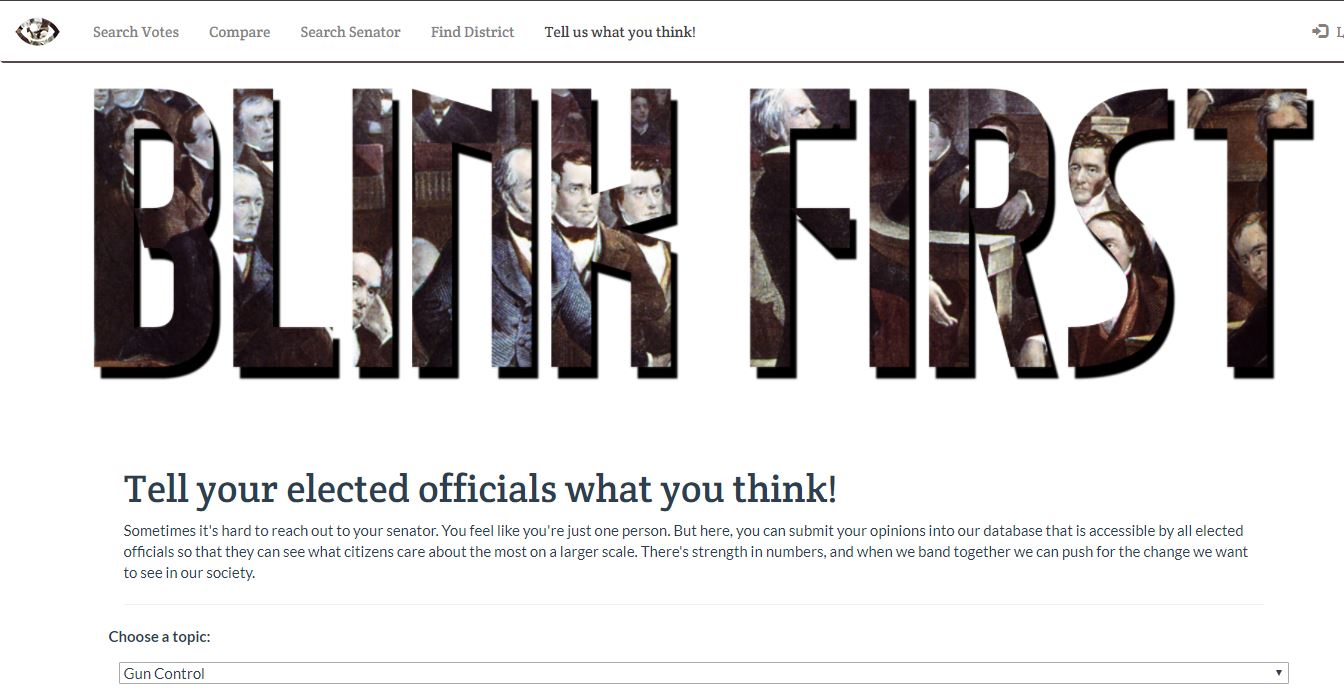 Search Votes Compare Search Senator Find District Tell us what you think!
BLINK FIRST
Tell your elected officials what you think!
Sometimes it's hard to reach out to your senator. You feel like you're just one person. But here, you can submit your opinions into our database that is accessible by all elected
officials so that they can see what citizens care about the most on a larger scale. There's strength in numbers, and when we band together we can push for the change we want
to see in our society.
Choose a topic:
Gun Control